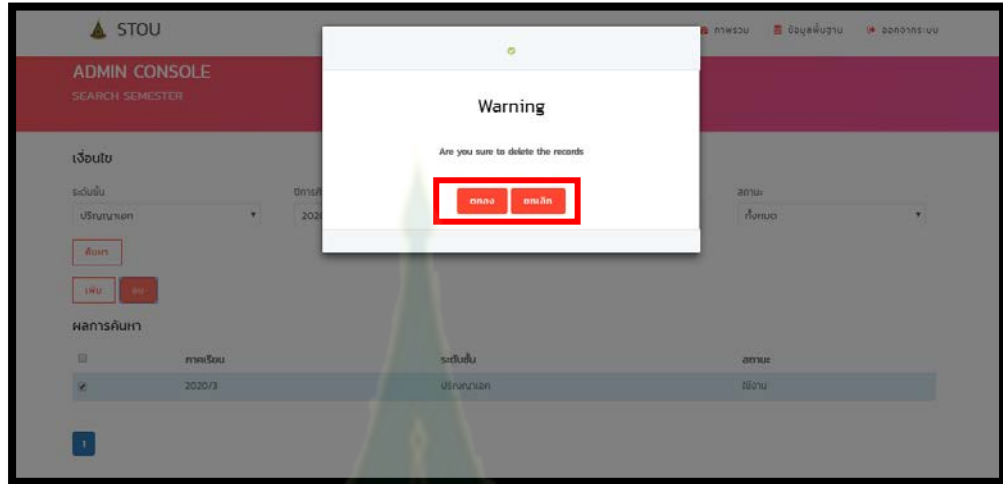 STOU
ภาพรวม ข้อมูลพื้นฐาน ออกจากระบบ
ADMIN CONSOLE
SEARCH SEMESTER
Warning
Are you sure to delete the records
ตกลง ยกเลิก
เงื่อนไข
ระดับชั้น สถานะ
ปริญญาเอก ทั้งหมด
ค้นหา
เพิ่ม ลบ
ผลการค้นหา
ภาคเรียน ระดับชั้น สถานะ
2020/3 ปริญญาเอก ใช้งาน
1